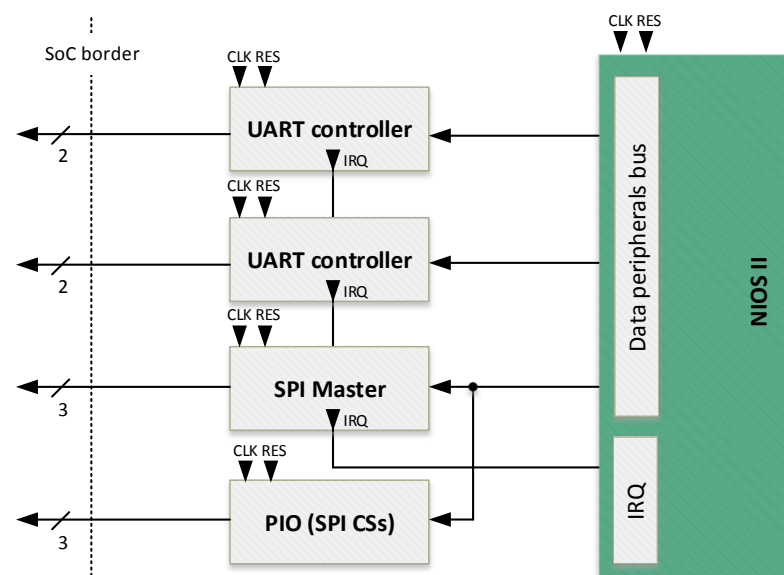 SoC border
CLK RES
CLK RES
UART controller
2
IRQ
CLK RES
UART controller
2
IRQ
CLK RES
SPI Master
3
IRQ
CLK RES
PIO (SPI CSs)
3
Data peripherals bus
IRQ
NIOS II